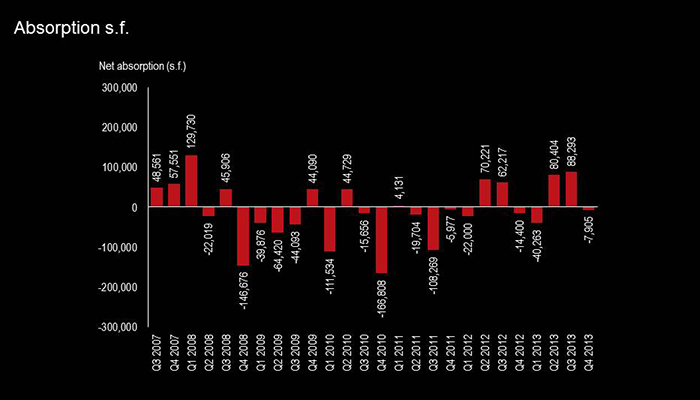 Absorption s.f.
Net absorption (s.f.)
300,000
200,000
100,000
0
-100,000
-200,000
-300,000
48,561
57,551
129,730
-22,019
45,906
-146,676
-39,876
-64,420
-44,093
44,090
-111,534
44,729
-15,656
-166,808
4,131
-19,704
-108,269
-5,977
-22,000
70,221
62,217
-14,400
-40,263
80,404
88,293
-7,905
Q3 2007
Q4 2007
Q1 2008
Q2 2008
Q3 2008
Q4 2008
Q1 2009
Q2 2009
Q3 2009
Q4 2009
Q1 2010
Q2 2010
Q3 2010
Q4 2010
Q1 2011
Q2 2011
Q3 2011
Q4 2011
Q1 2012
Q2 2012
Q3 2012
Q4 2012
Q1 2013
Q2 2013
Q3 2013
Q4 2013